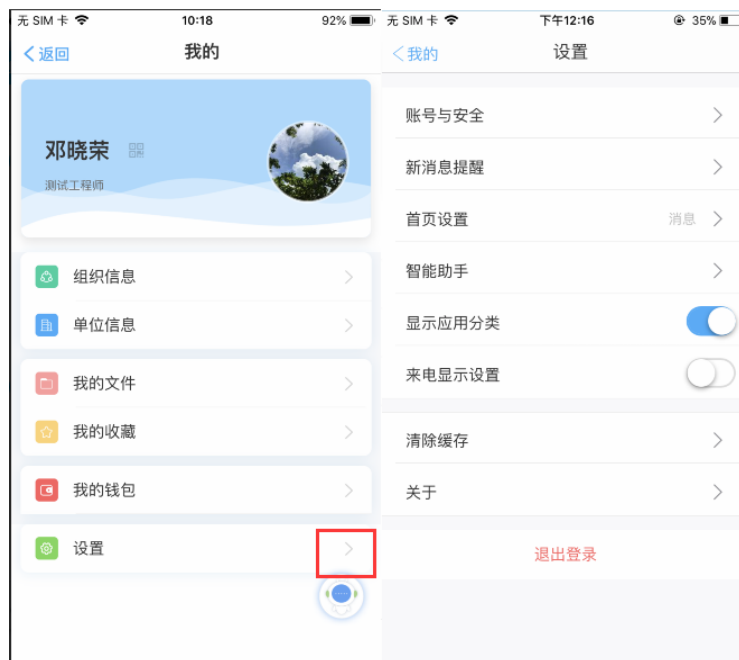 无 SIM 卡 10:18 92%
返回 我的
邓晓荣
测试工程师
组织信息
单位信息
我的文件
我的收藏
我的钱包
设置
无 SIM 卡 下午12:16 35%
我的 设置
账号与安全
新消息提醒
首页设置 消息
智能助手
显示应用分类
来电显示设置
清除缓存
关于
退出登录